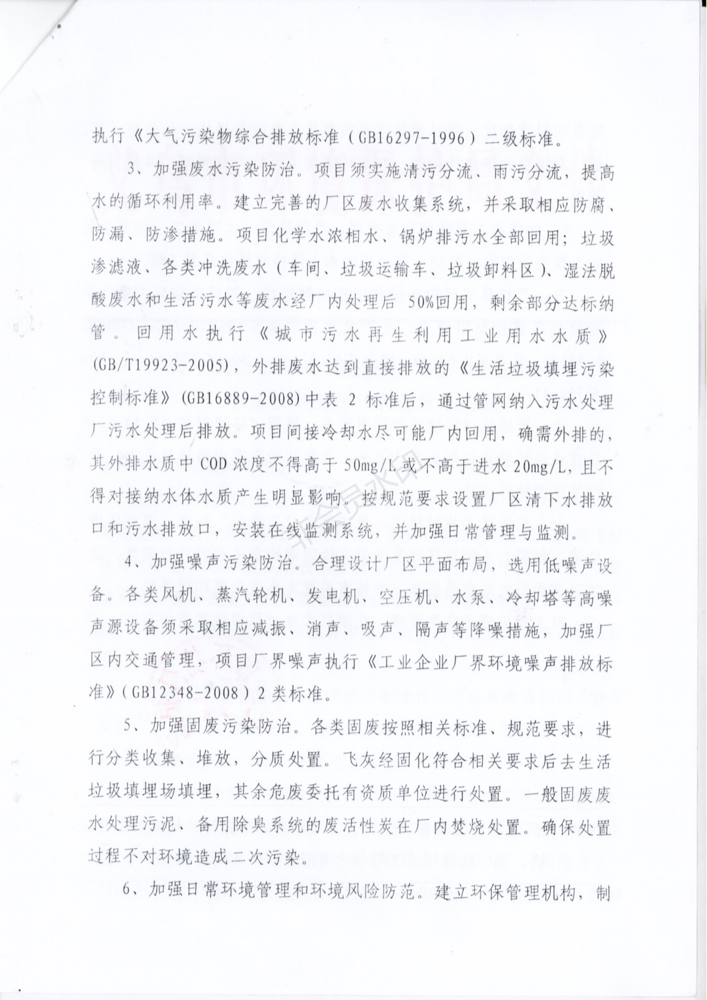 执行《大气污染物综合排放标准（GB16297-1996）二级标准。
3、加强废水污染防治。项目须实施清污分流、雨污分流，提高
水的循环利用率。建立完善的厂区废水收集系统，并采取相应防腐、
防漏、防渗措施。项目化学水浓相水、锅炉排污水全部回用；垃圾
渗滤液、各类冲洗废水（车间、垃圾运输车、垃圾卸料区）、湿法脱
酸废水和生活污水等废水经厂内处理后 50%回用，剩余部分达标纳
管。回用水执行《城市污水再生利用工业用水水质》
(GB/T19923-2005)，外排废水达到直接排放的《生活垃圾填埋污染
控制标准》(GB16889-2008)中表 2 标准后，通过管网纳入污水处理
厂污水处理后排放。项目间接冷却水尽可能厂内回用，确需外排的，
其外排水质中 COD 浓度不得高于 50mg/L 或不高于进水 20mg/L，且不
得对接纳水体水质产生明显影响。按规范要求设置厂区清下水排放
口和污水排放口，安装在线监测系统，并加强日常管理与监测。
4、加强噪声污染防治。合理设计厂区平面布局，选用低噪声设
备。各类风机、蒸汽轮机、发电机、空压机、水泵、冷却塔等高噪
声源设备须采取相应减振、消声、吸声、隔声等降噪措施，加强厂
区内交通管理，项目厂界噪声执行《工业企业厂界环境噪声排放标
准》（GB12348-2008）2 类标准。
5、加强固废污染防治。各类固废按照相关标准、规范要求，进
行分类收集、堆放，分质处置。飞灰经固化符合相关要求后去生活
垃圾填埋场填埋，其余危废委托有资质单位进行处置。一般固废废
水处理污泥、备用除臭系统的废活性炭在厂内焚烧处置。确保处置
过程不对环境造成二次污染。
6、加强日常环境管理和环境风险防范。建立环保管理机构，制
非会员水印